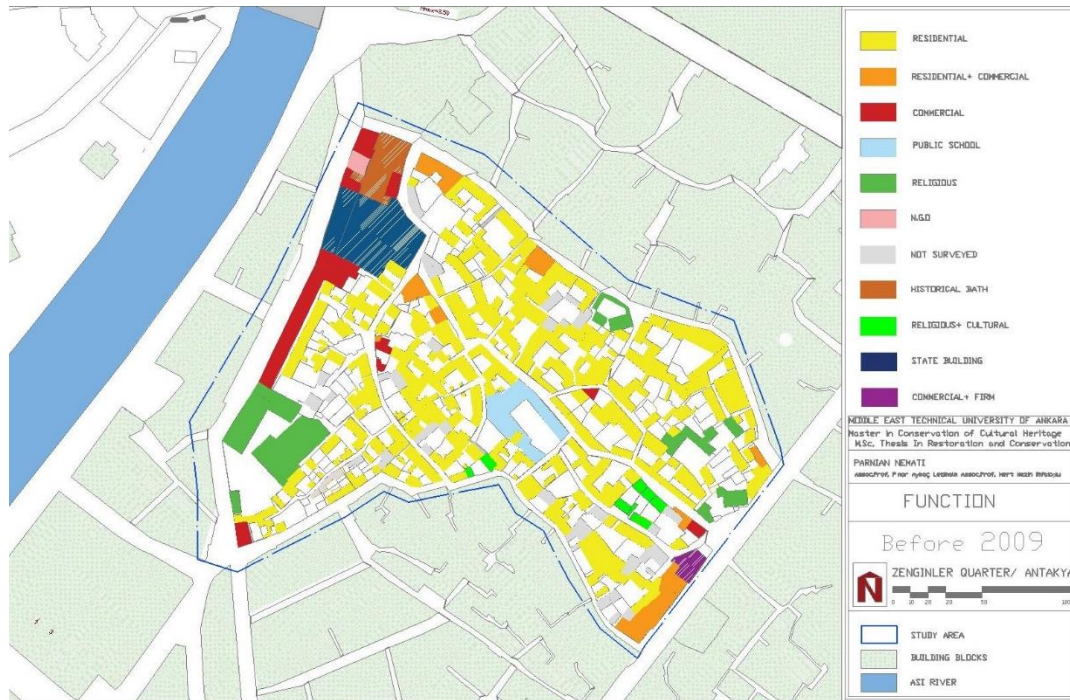 RESIDENTIAL
RESIDENTIAL+ COMMERCIAL
COMMERCIAL
PUBLIC SCHOOL
RELIGIOUS
N.G.O
NOT SURVEYED
HISTORICAL BATH
RELIGIOUS+ CULTURAL
STATE BUILDING
COMMERCIAL+ FIRM
MIDDLE EAST TECHNICAL UNIVERSITY OF ANKARA
Master in Conservation of Cultural Heritage
MSc. Thesis In Restoration and Conservation
PARNIAN NEMATI
FUNCTION
Before 2009
N
ZENGINLER QUARTER/ ANTAKYA
0 10 20 50 100
STUDY AREA
BUILDING BLOCKS
ASI RIVER